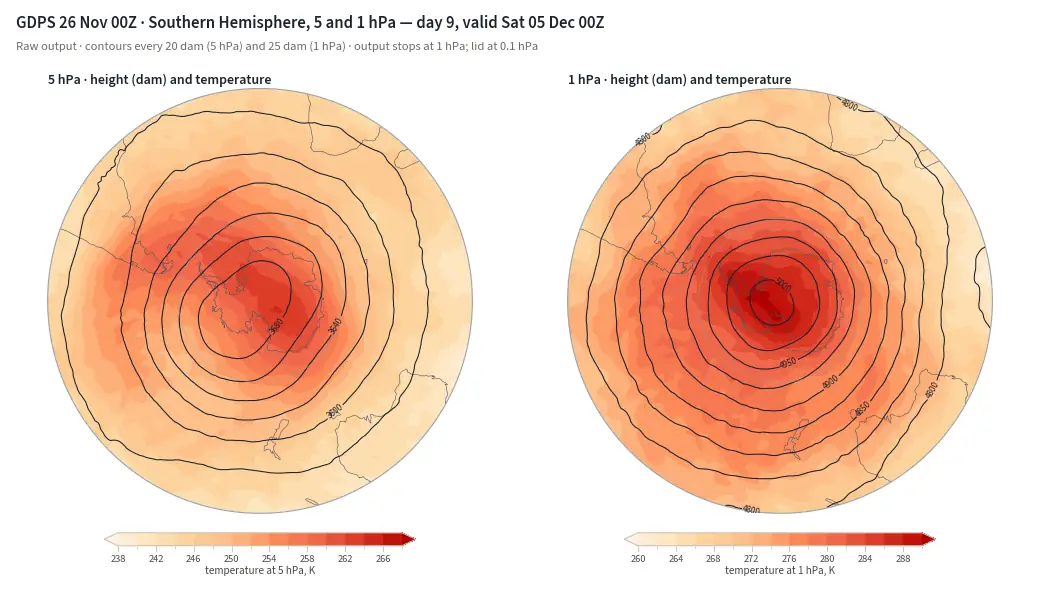 GDPS 26 Nov 00Z · Southern Hemisphere, 5 and 1 hPa — day 9, valid Sat 05 Dec 00Z
Raw output · contours every 20 dam (5 hPa) and 25 dam (1 hPa) · output stops at 1 hPa; lid at 0.1 hPa
5 hPa · height (dam) and temperature
1 hPa · height (dam) and temperature
3680
3640
3600
4800
4800
5000
4950
4900
4850
4800
4800
238 242 246 250 254 258 262 266
temperature at 5 hPa, K
260 264 268 272 276 280 284 288
temperature at 1 hPa, K